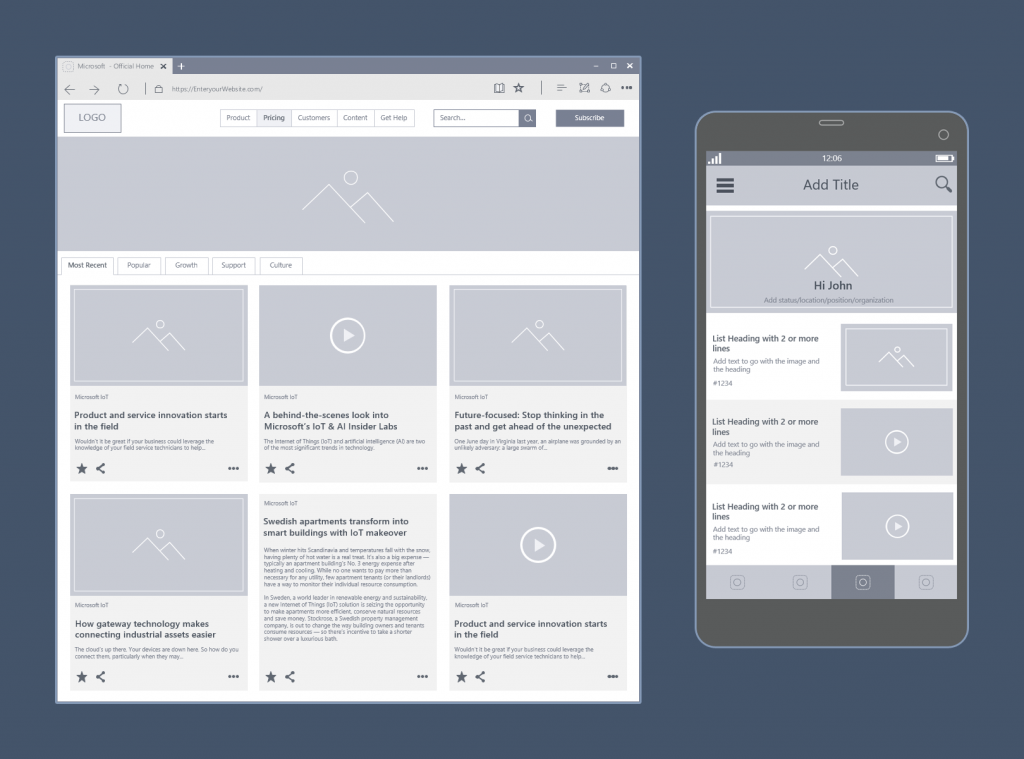 Microsoft - Official Home
https://EnteryourWebsite.com/
LOGO
Product
Pricing
Customers
Content
Get Help
Search...
Subscribe
Most Recent
Popular
Growth
Support
Culture
Microsoft IoT
Product and service innovation starts
in the field
Wouldn't it be great if your business could leverage the
knowledge of your field service technicians to help...
Microsoft IoT
A behind-the-scenes look into
Microsoft's IoT & AI Insider Labs
The Internet of Things (IoT) and artificial intelligence (AI) are two
of the most significant trends in technology.
Microsoft IoT
Future-focused: Stop thinking in the
past and get ahead of the unexpected
One June day in Virginia last year, an airplane was grounded by an
unlikely adversary: a large swarm of...
Microsoft IoT
How gateway technology makes
connecting industrial assets easier
The cloud's up there. Your devices are down here. So how do you
connect them, particularly when they may...
Microsoft IoT
Swedish apartments transform into
smart buildings with IoT makeover
When winter hits Scandinavia and temperatures fall with the snow,
having plenty of hot water is a real treat. It's also a big expense —
typically an apartment building's No. 3 energy expense after
heating and cooling. While no one wants to pay more than
necessary for any utility, few apartment tenants (or their landlords)
have a way to monitor their individual resource consumption.
In Sweden, a world leader in renewable energy and sustainability,
a new Internet of Things (IoT) solution is seizing the opportunity
to make apartments more efficient, conserve natural resources
and save money. Stockrose, a Swedish property management
company, is out to change the way building owners and tenants
consume resources — so there's incentive to take a shorter
shower over a luxurious bath.
Microsoft IoT
Product and service innovation starts
in the field
Wouldn't it be great if your business could leverage the
knowledge of your field service technicians to help...
12:06
Add Title
Hi John
Add status/location/position/organization
List Heading with 2 or more
lines
Add text to go with the image and
the heading
#1234
List Heading with 2 or more
lines
Add text to go with the image and
the heading
#1234
List Heading with 2 or more
lines
Add text to go with the image and
the heading
#1234